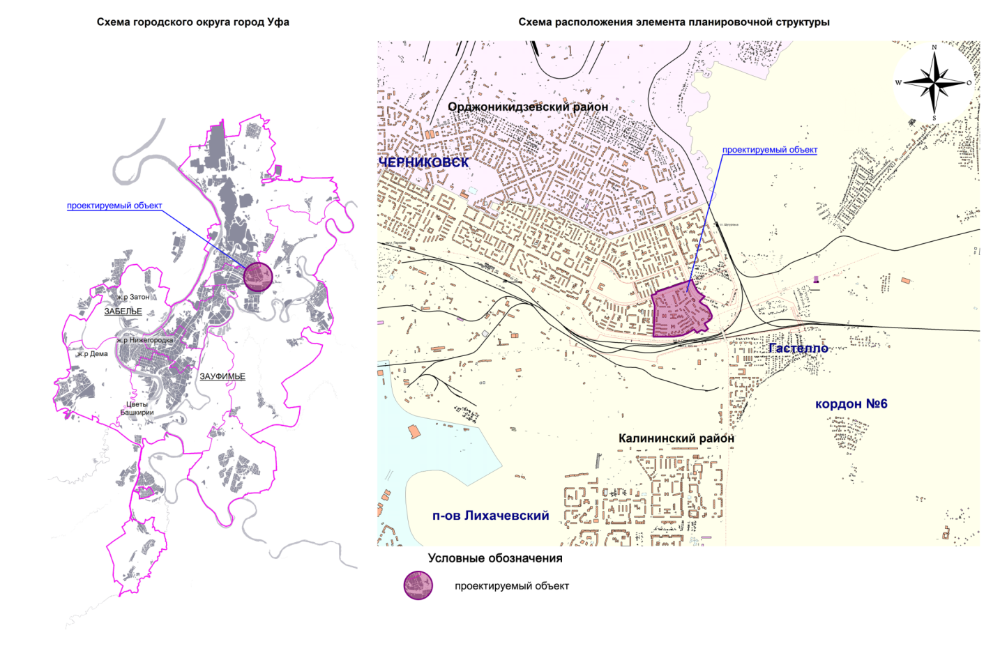 Схема городского округа город Уфа
проектируемый объект
ж.р Затон
ЗАБЕЛЬЕ
ж.р Нижегородка
ж.р Дема
ЗАУФИМЬЕ
Цветы
Башкирии
Схема расположения элемента планировочной структуры
N
W
O
S
Орджоникидзевский район
проектируемый объект
ЧЕРНИКОВСК
Гастелло
кордон №6
Калининский район
п-ов Лихачевский
Условные обозначения
проектируемый объект